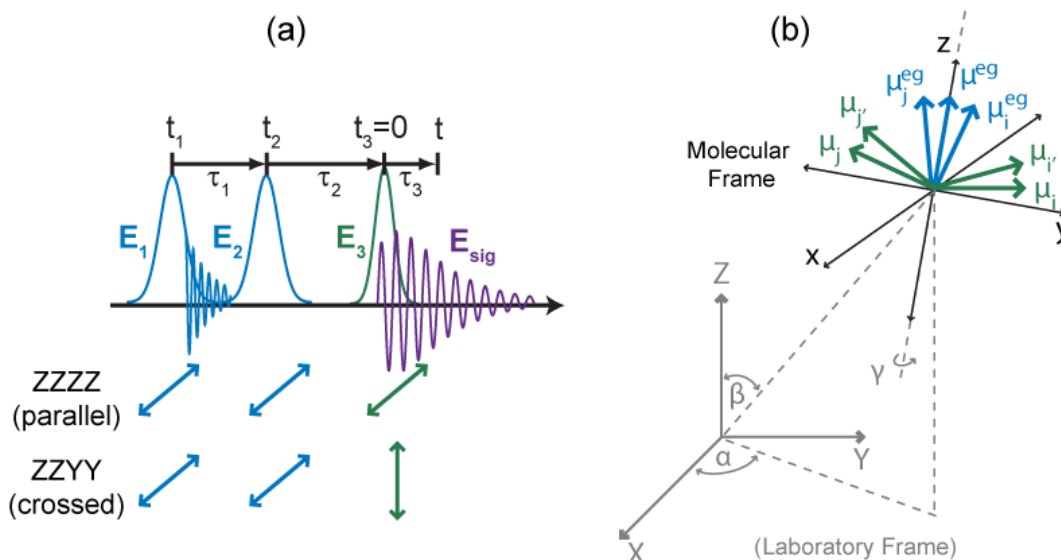 (a)
t₁ t₂ t₃=0 t
τ₁ τ₂ τ₃
E₁ E₂ E₃ E_sig
ZZZZ
(parallel)
ZZYY
(crossed)
(b)
z
μⱼᵉᵍ μᵉᵍ μᵢᵉᵍ
μⱼ' μⱼ
Molecular
Frame
μᵢ' μᵢ
x y
Z
γ
β
α Y
X
(Laboratory Frame)